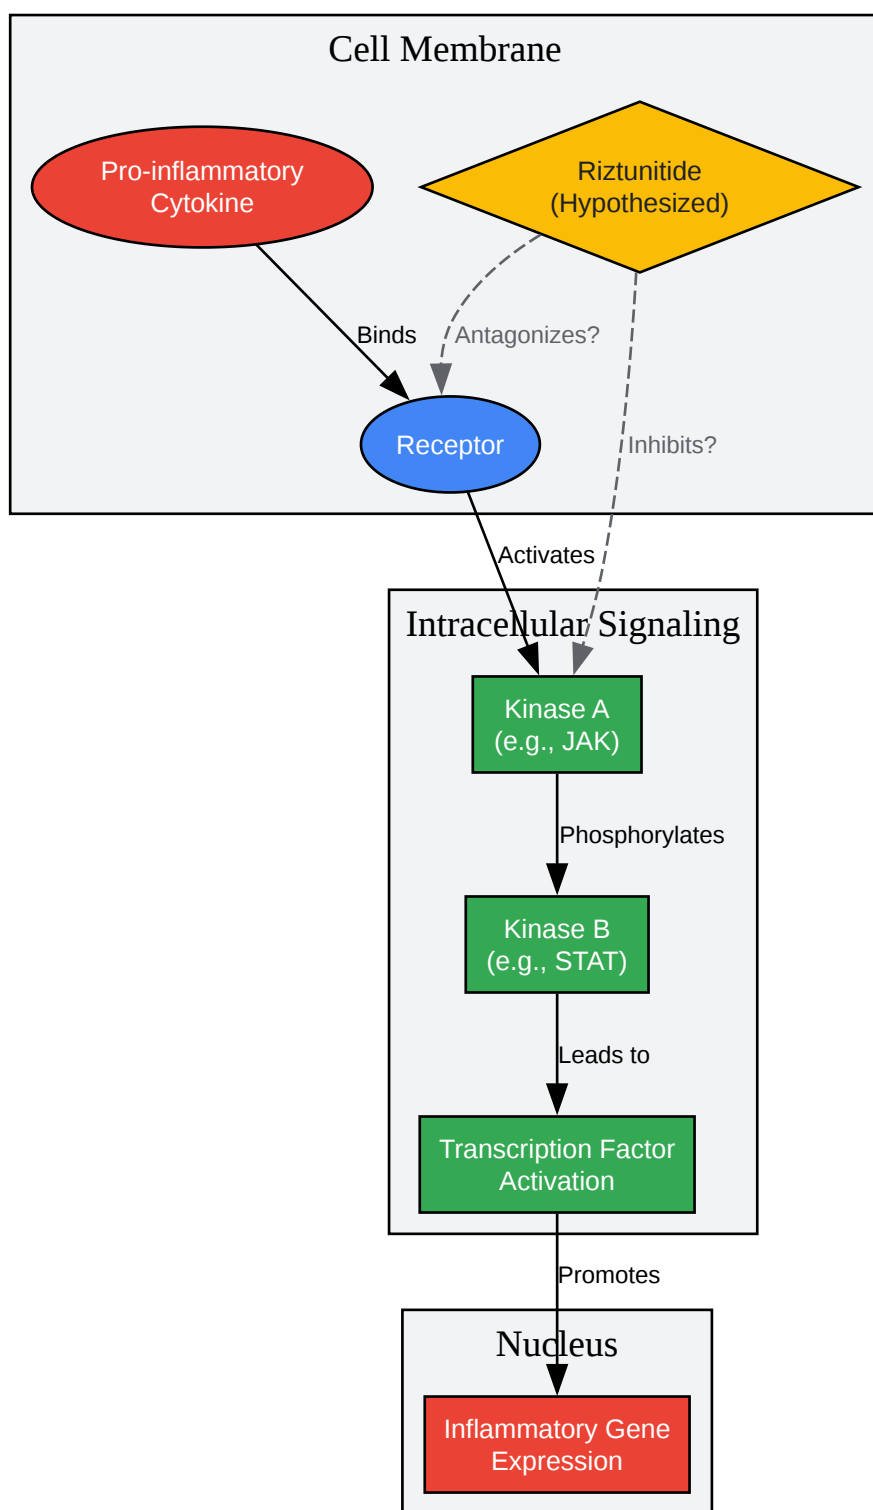 Cell Membrane
Pro-inflammatory
Cytokine
Riztunitide
(Hypothesized)
Binds
Antagonizes?
Receptor
Inhibits?
Activates
Intracellular Signaling
Kinase A
(e.g., JAK)
Phosphorylates
Kinase B
(e.g., STAT)
Leads to
Transcription Factor
Activation
Promotes
Nucleus
Inflammatory Gene
Expression